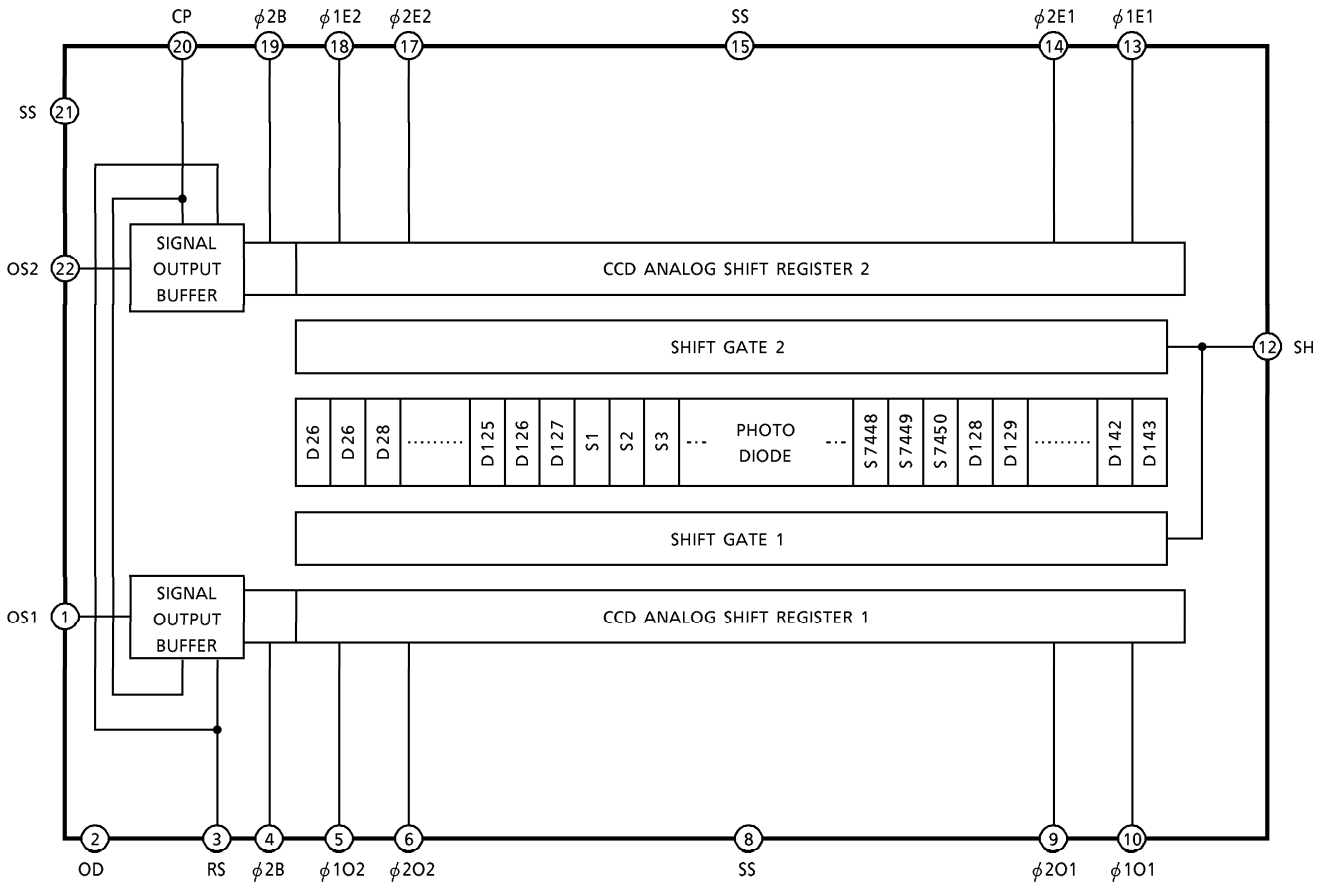 CP ϕ2B ϕ1E2 ϕ2E2 SS ϕ2E1 ϕ1E1
20 19 18 17 15 14 13
SS 21
OS2 22
SIGNAL
OUTPUT
BUFFER
CCD ANALOG SHIFT REGISTER 2
SHIFT GATE 2
12 SH
D26 D26 D28 ......... D125 D126 D127 S1 S2 S3 --- PHOTO DIODE --- S7448 S7449 S7450 D128 D129 ......... D142 D143
SHIFT GATE 1
OS1 1
SIGNAL
OUTPUT
BUFFER
CCD ANALOG SHIFT REGISTER 1
2 3 4 5 6 8 9 10
OD RS ϕ2B ϕ1O2 ϕ2O2 SS ϕ2O1 ϕ1O1